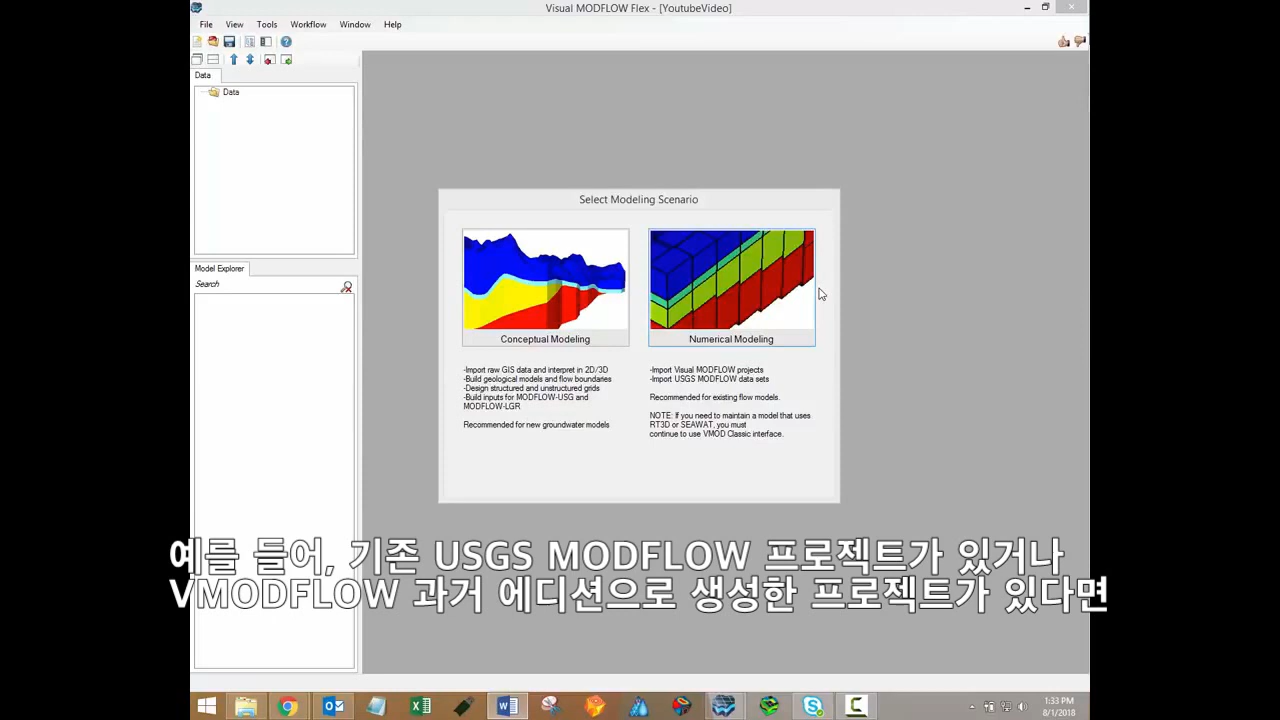 Visual MODFLOW Flex - [YoutubeVideo]
File View Tools Workflow Window Help
Data
Data
Model Explorer
Search
Select Modeling Scenario
Conceptual Modeling
-Import raw GIS data and interpret in 2D/3D
-Build geological models and flow boundaries
-Design structured and unstructured grids
-Build inputs for MODFLOW-USG and
MODFLOW-LGR
Recommended for new groundwater models
Numerical Modeling
-Import Visual MODFLOW projects
-Import USGS MODFLOW data sets
Recommended for existing flow models.
NOTE: If you need to maintain a model that uses
RT3D or SEAWAT, you must
continue to use VMOD Classic interface.
예를 들어, 기존 USGS MODFLOW 프로젝트가 있거나
VMODFLOW 과거 에디션으로 생성한 프로젝트가 있다면
1:33 PM
8/1/2018